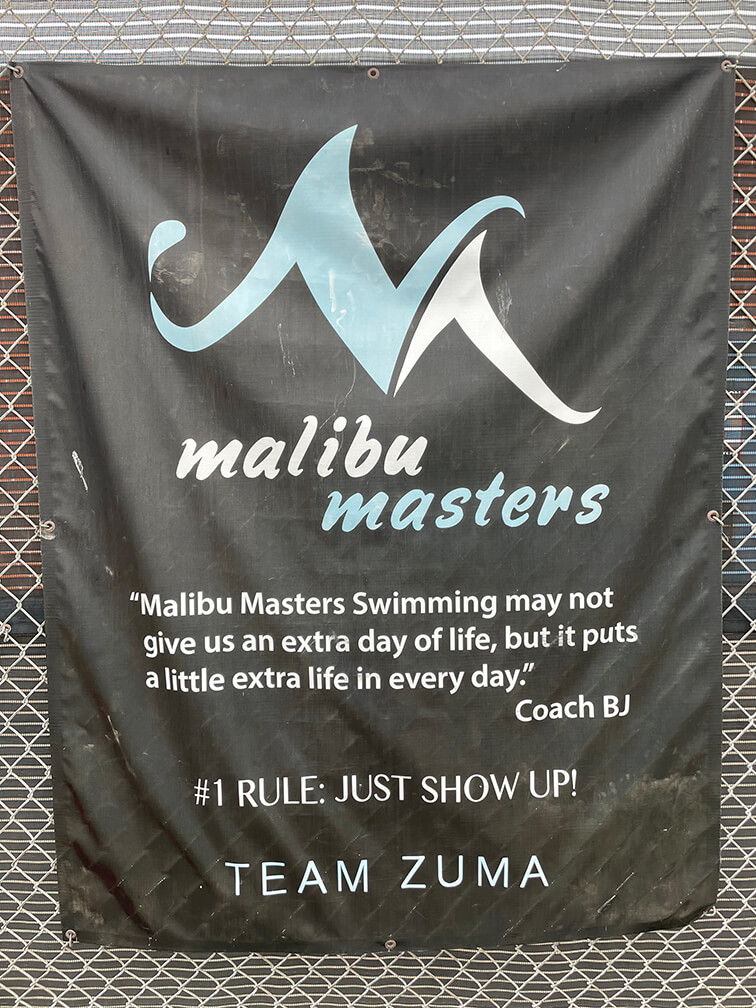 malibu
masters
“Malibu Masters Swimming may not
give us an extra day of life, but it puts
a little extra life in every day.”
Coach BJ
#1 RULE: JUST SHOW UP!
TEAM ZUMA